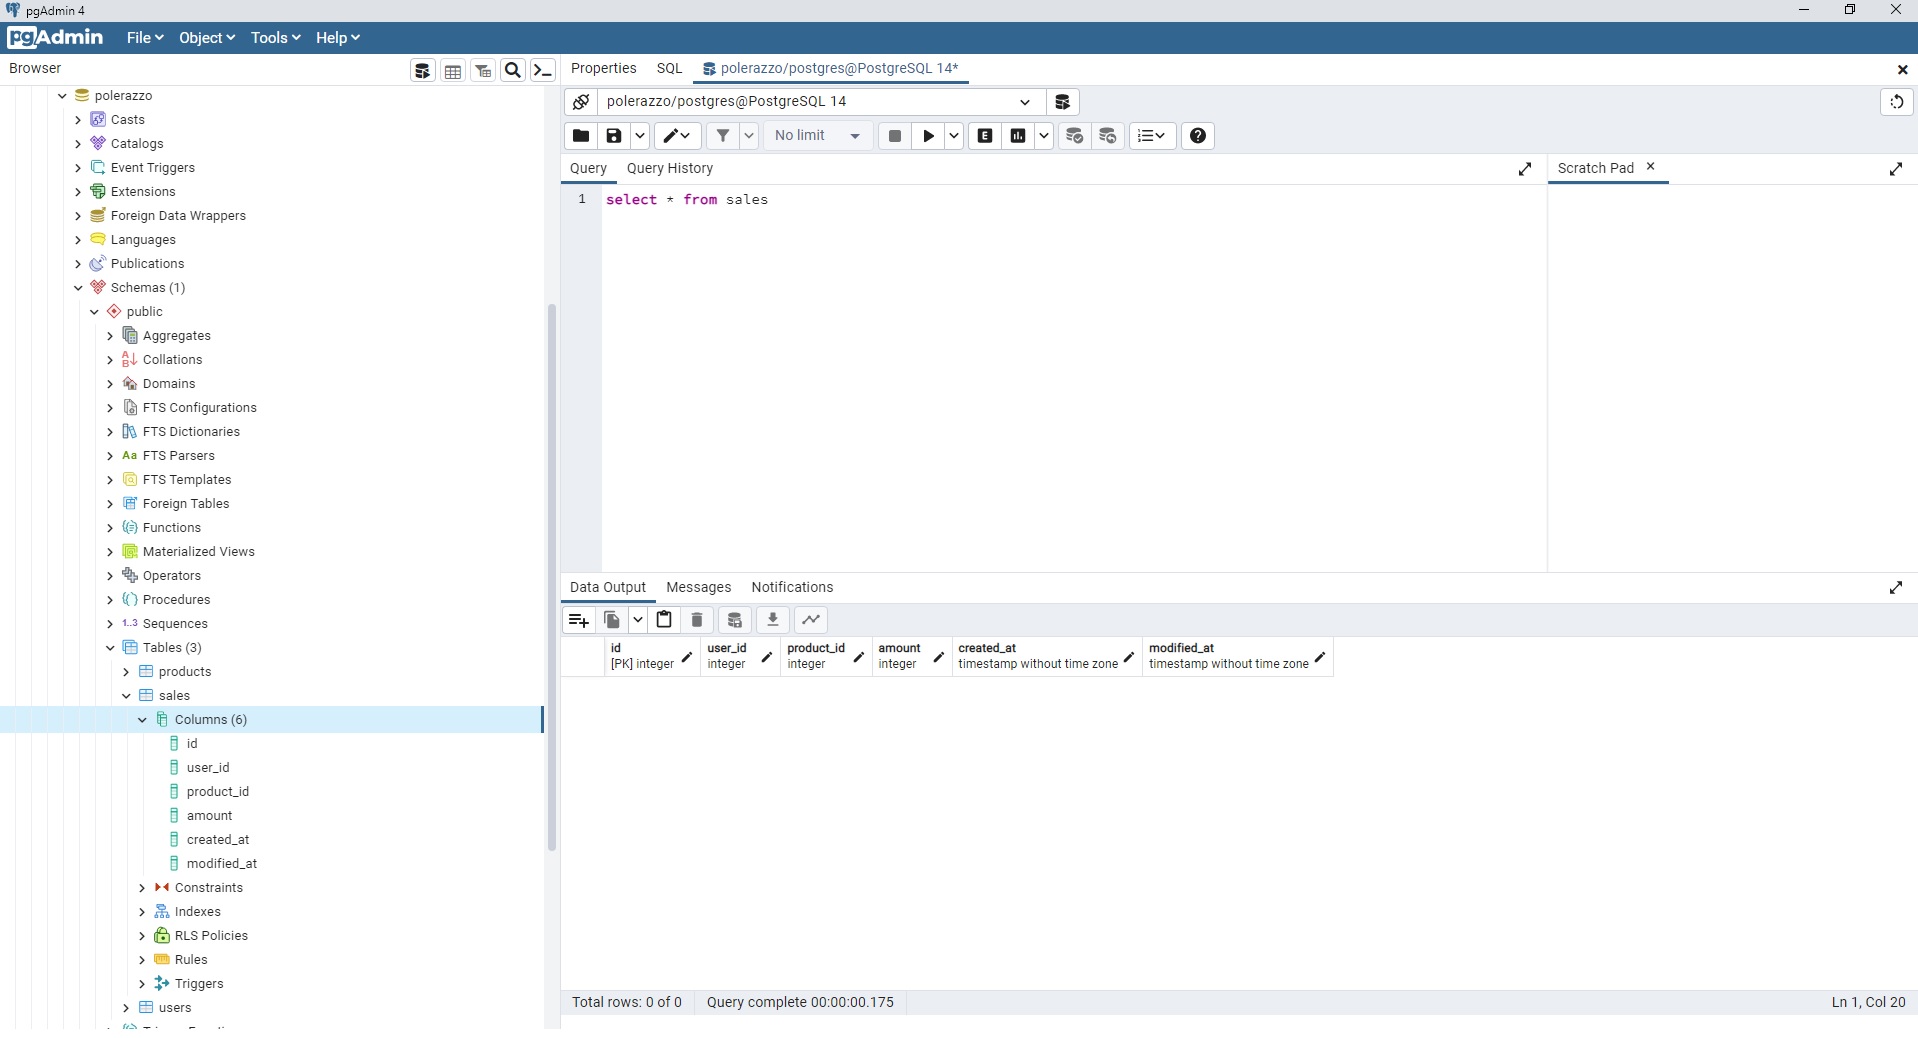 pgAdmin 4
pgAdmin File Object Tools Help
Browser
Properties SQL polerazzo/postgres@PostgreSQL 14*
polerazzo/postgres@PostgreSQL 14
No limit
E
Query Query History
Scratch Pad
1 select * from sales
polerazzo
Casts
Catalogs
Event Triggers
Extensions
Foreign Data Wrappers
Languages
Publications
Schemas (1)
public
Aggregates
Collations
Domains
FTS Configurations
FTS Dictionaries
Aa FTS Parsers
FTS Templates
Foreign Tables
Functions
Materialized Views
Operators
Procedures
1..3 Sequences
Tables (3)
products
sales
Columns (6)
id
user_id
product_id
amount
created_at
modified_at
Constraints
Indexes
RLS Policies
Rules
Triggers
users
Data Output Messages Notifications
id user_id product_id amount created_at modified_at
[PK] integer integer integer integer timestamp without time zone timestamp without time zone
Total rows: 0 of 0 Query complete 00:00:00.175 Ln 1, Col 20